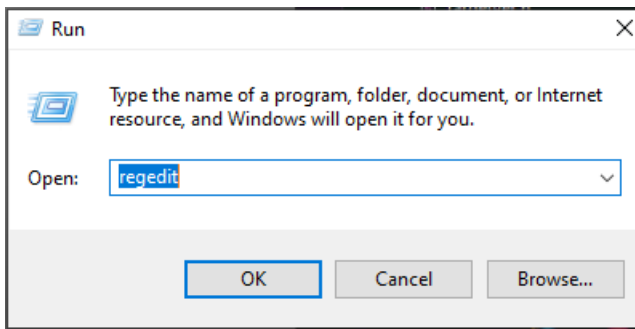 Run
Type the name of a program, folder, document, or Internet
resource, and Windows will open it for you.
Open: regedit
OK Cancel Browse...